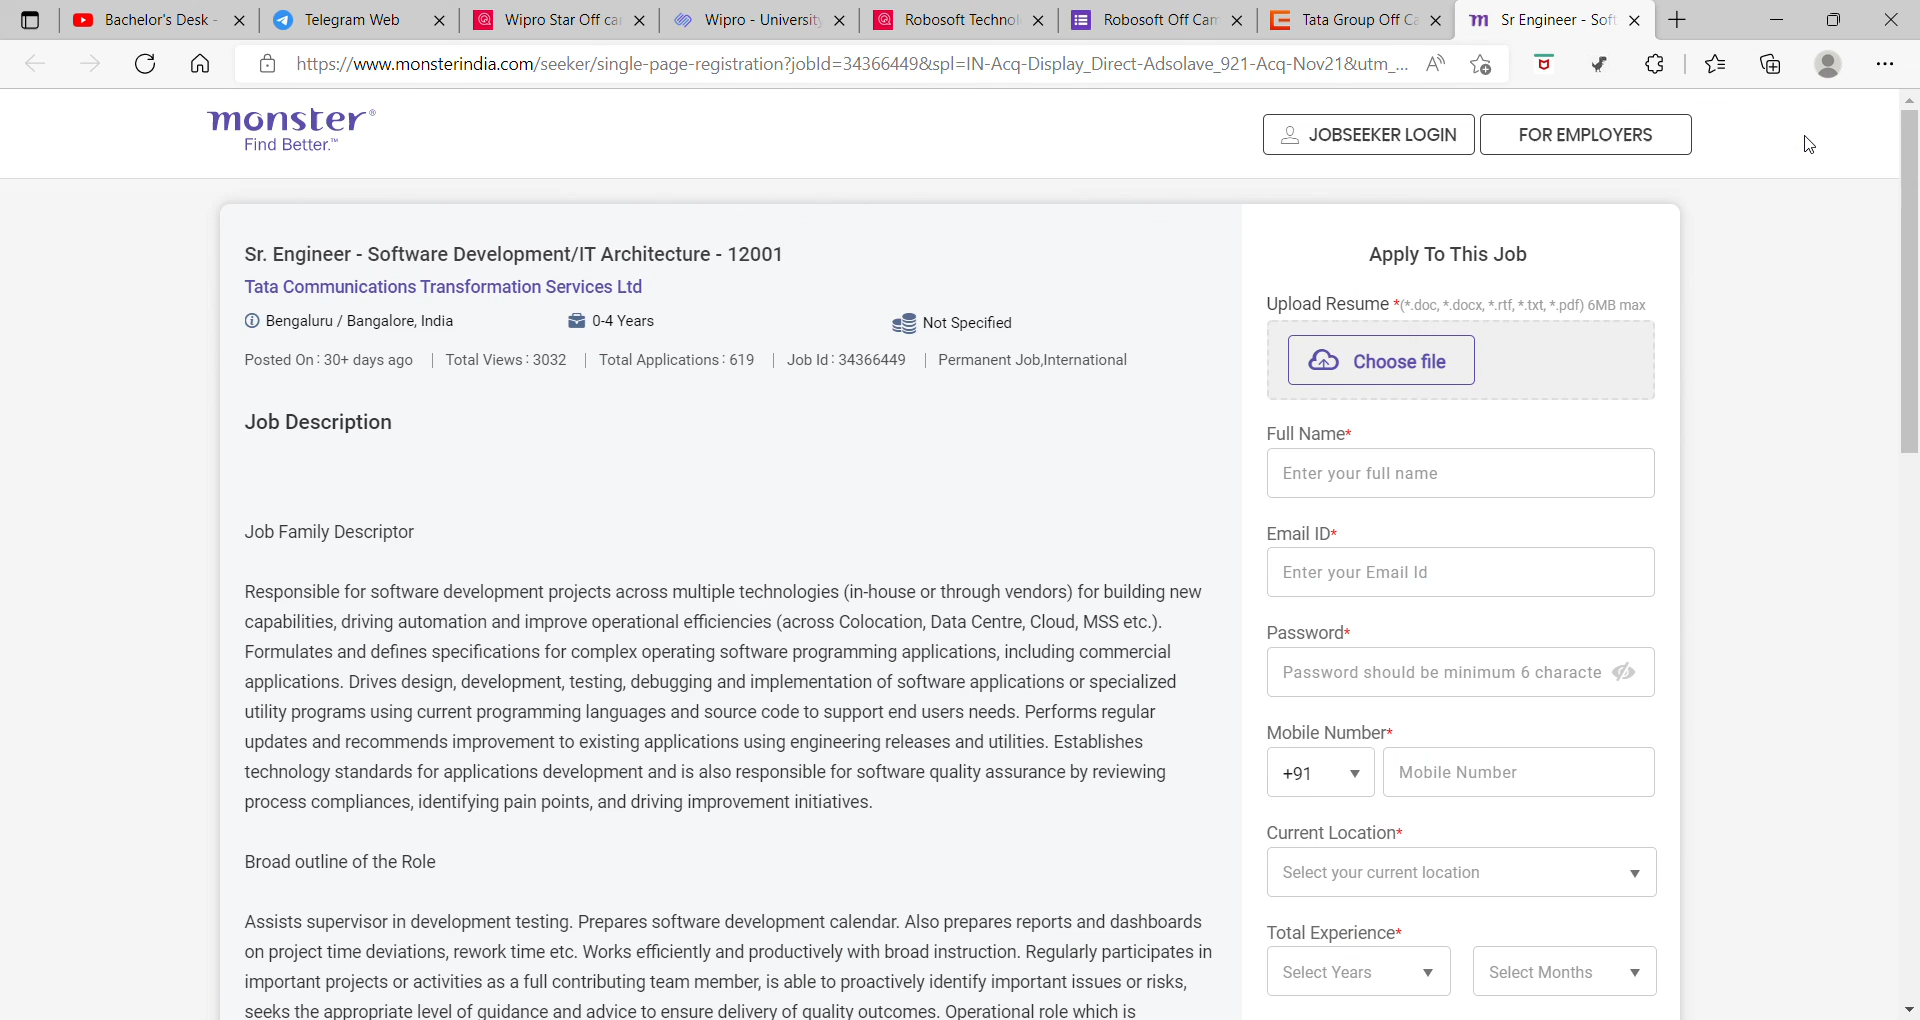 Bachelor's Desk -
Telegram Web
Wipro Star Off ca
Wipro - University
Robosoft Technol
Robosoft Off Cam
Tata Group Off Ca
Sr Engineer - Soft
https://www.monsterindia.com/seeker/single-page-registration?jobId=34366449&spl=IN-Acq-Display_Direct-Adsolave_921-Acq-Nov21&utm_...
monster®
Find Better.™
JOBSEEKER LOGIN
FOR EMPLOYERS
Sr. Engineer - Software Development/IT Architecture - 12001
Tata Communications Transformation Services Ltd
Bengaluru / Bangalore, India
0-4 Years
Not Specified
Posted On : 30+ days ago | Total Views : 3032 | Total Applications : 619 | Job Id : 34366449 | Permanent Job,International
Job Description
Job Family Descriptor
Responsible for software development projects across multiple technologies (in-house or through vendors) for building new
capabilities, driving automation and improve operational efficiencies (across Colocation, Data Centre, Cloud, MSS etc.).
Formulates and defines specifications for complex operating software programming applications, including commercial
applications. Drives design, development, testing, debugging and implementation of software applications or specialized
utility programs using current programming languages and source code to support end users needs. Performs regular
updates and recommends improvement to existing applications using engineering releases and utilities. Establishes
technology standards for applications development and is also responsible for software quality assurance by reviewing
process compliances, identifying pain points, and driving improvement initiatives.
Broad outline of the Role
Assists supervisor in development testing. Prepares software development calendar. Also prepares reports and dashboards
on project time deviations, rework time etc. Works efficiently and productively with broad instruction. Regularly participates in
important projects or activities as a full contributing team member, is able to proactively identify important issues or risks,
seeks the appropriate level of guidance and advice to ensure delivery of quality outcomes. Operational role which is
Apply To This Job
Upload Resume *(*.doc, *.docx, *.rtf, *.txt, *.pdf) 6MB max
Choose file
Full Name*
Enter your full name
Email ID*
Enter your Email Id
Password*
Password should be minimum 6 characte
Mobile Number*
+91
Mobile Number
Current Location*
Select your current location
Total Experience*
Select Years
Select Months